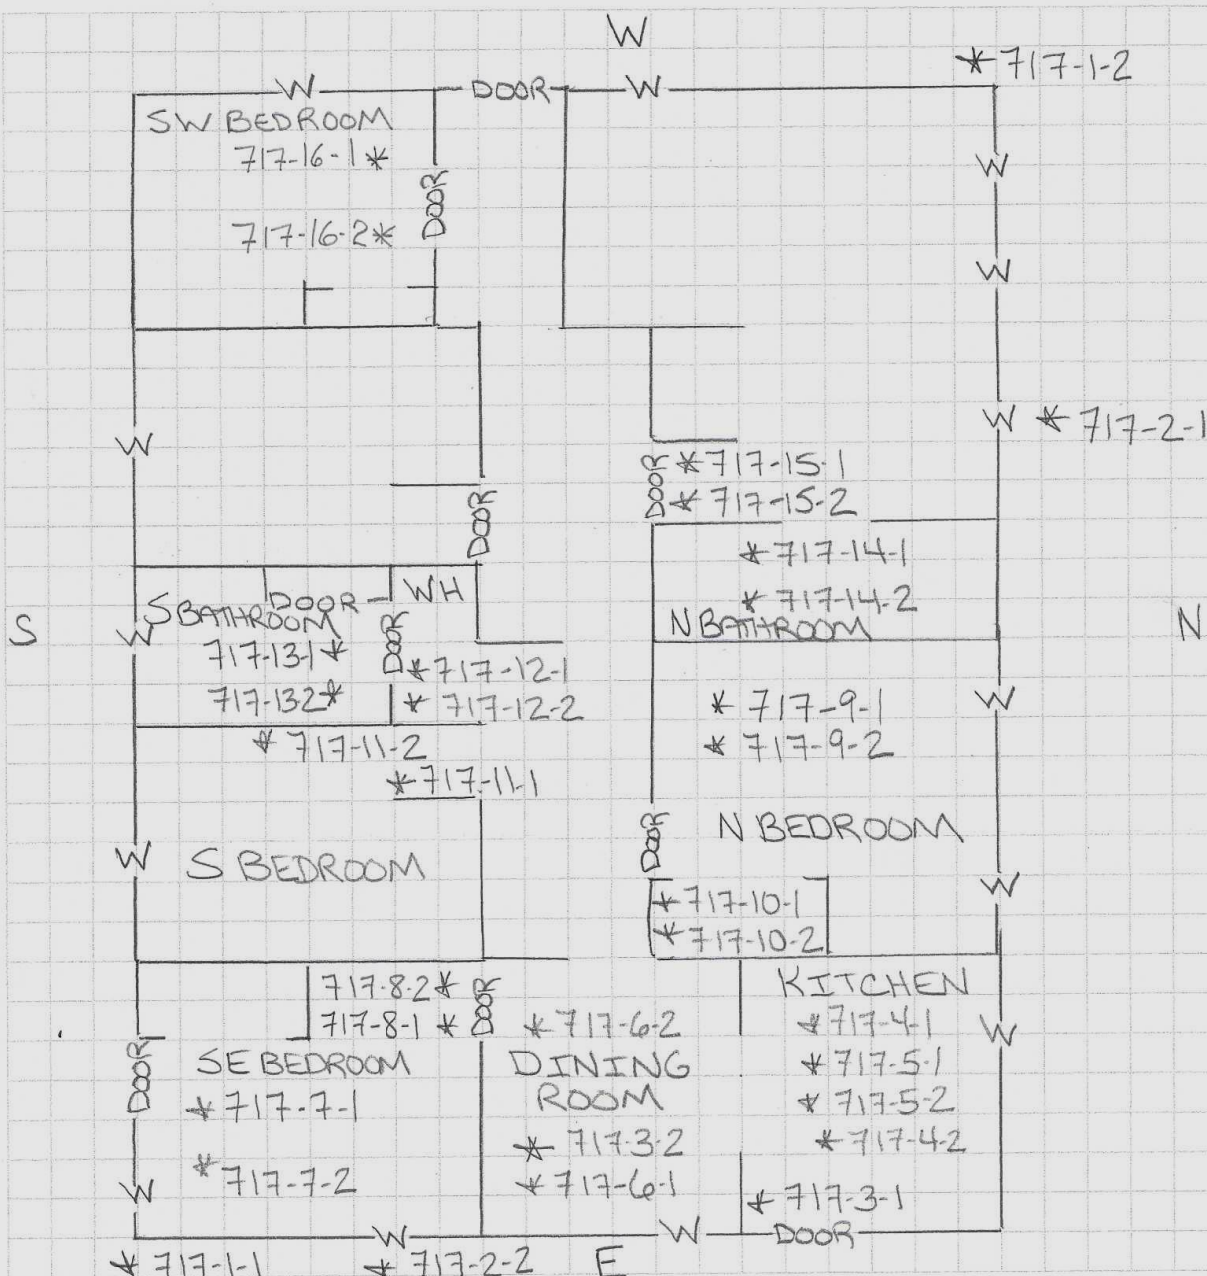 W
*717-1-2
W DOOR W
SW BEDROOM
717-16-1*
W
DOOR
717-16-2*
W
W
W *717-2-1
DOOR
*717-15-1
*717-15-2
DOOR
*717-14-1
*717-14-2
N BATHROOM
S
W
S BATHROOM
DOOR
WH
N
717-13-1*
717-132*
DOOR
*717-12-1
*717-12-2
*717-9-1
*717-9-2
W
*717-11-2
*717-11-1
W
S BEDROOM
DOOR
N BEDROOM
W
*717-10-1
*717-10-2
717-8-2*
717-8-1*
DOOR
*717-6-2
KITCHEN
*717-4-1
W
DOOR
SE BEDROOM
DINING
ROOM
*717-5-1
*717-5-2
*717-7-1
*717-3-2
*717-4-2
*717-7-2
*717-6-1
*717-3-1
W
W
W
DOOR
*717-1-1
*717-2-2
E